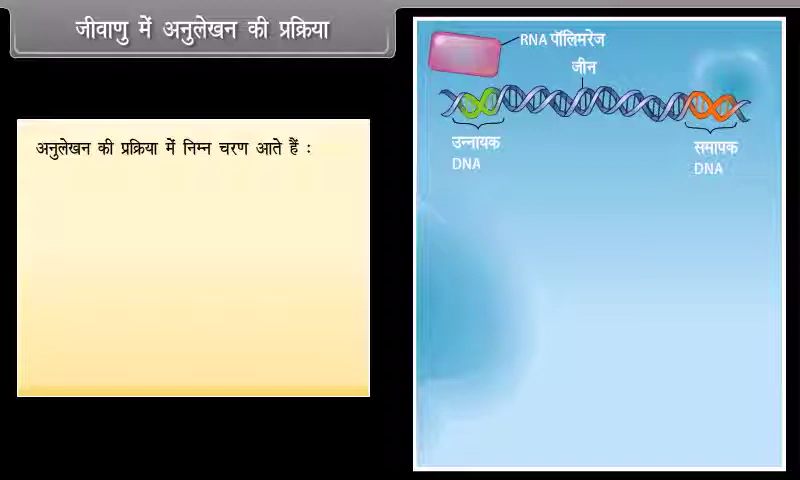 जीवाणु में अनुलेखन की प्रक्रिया
अनुलेखन की प्रक्रिया में निम्न चरण आते हैं :
RNA पॉलिमरेज
जीन
उन्नायक
DNA
समापक
DNA